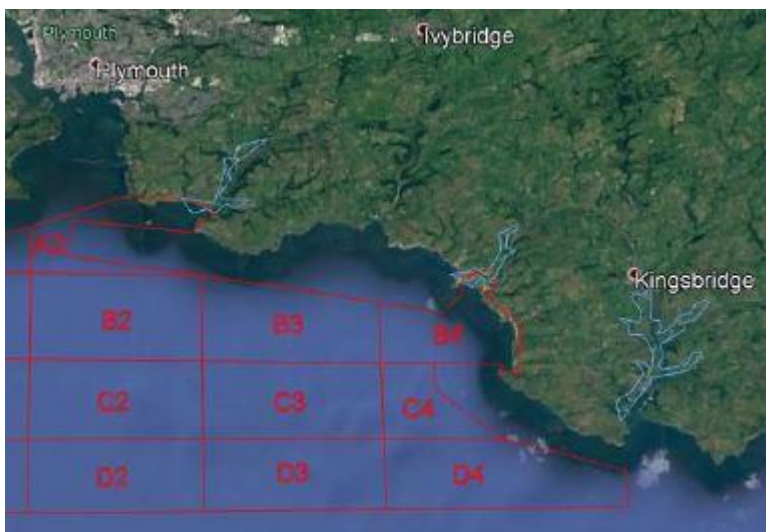 Plymouth
Ivybridge
Plymouth
A2
Kingsbridge
B2
B3
B4
C2
C3
C4
D2
D3
D4